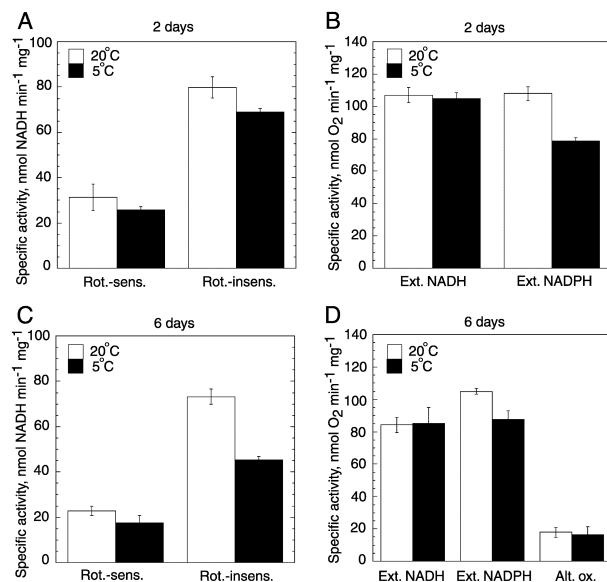 A
2 days
20°C
5°C
Specific activity, nmol NADH min⁻¹ mg⁻¹
100
80
60
40
20
0
Rot.-sens.
Rot.-insens.
B
2 days
20°C
5°C
Specific activity, nmol O₂ min⁻¹ mg⁻¹
140
120
100
80
60
40
20
0
Ext. NADH
Ext. NADPH
C
6 days
20°C
5°C
Specific activity, nmol NADH min⁻¹ mg⁻¹
100
80
60
40
20
0
Rot.-sens.
Rot.-insens.
D
6 days
20°C
5°C
Specific activity, nmol O₂ min⁻¹ mg⁻¹
140
120
100
80
60
40
20
0
Ext. NADH
Ext. NADPH
Alt. ox.